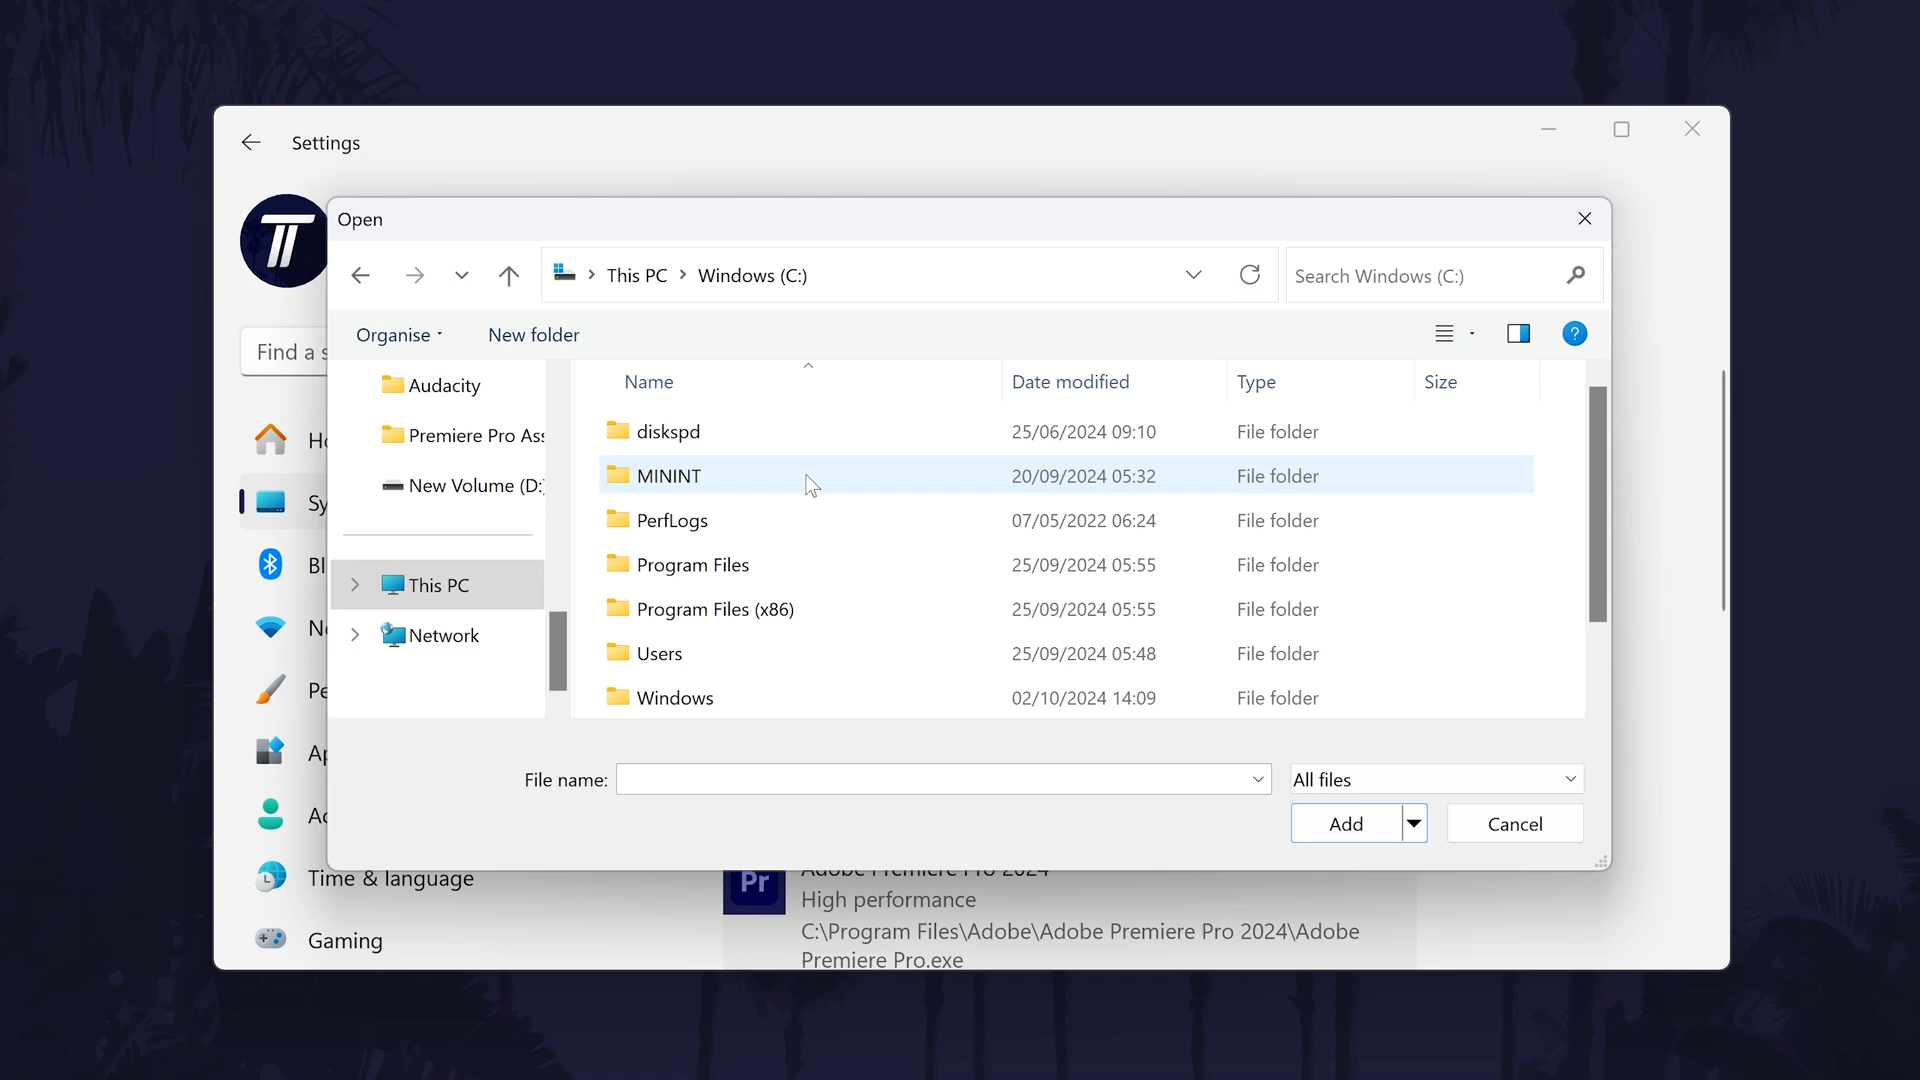 Settings
Open
This PC
Windows (C:)
Search Windows (C:)
Organise
New folder
?
Find a s
Audacity
Premiere Pro Ass
New Volume (D:)
This PC
Network
Name
Date modified
Type
Size
diskspd
25/06/2024 09:10
File folder
MININT
20/09/2024 05:32
File folder
PerfLogs
07/05/2022 06:24
File folder
Program Files
25/09/2024 05:55
File folder
Program Files (x86)
25/09/2024 05:55
File folder
Users
25/09/2024 05:48
File folder
Windows
02/10/2024 14:09
File folder
Ho
Sy
Bl
Ne
Pe
Ap
Ac
Time & language
Gaming
File name:
All files
Add
Cancel
Pr
Adobe Premiere Pro 2024
High performance
C:\Program Files\Adobe\Adobe Premiere Pro 2024\Adobe
Premiere Pro.exe